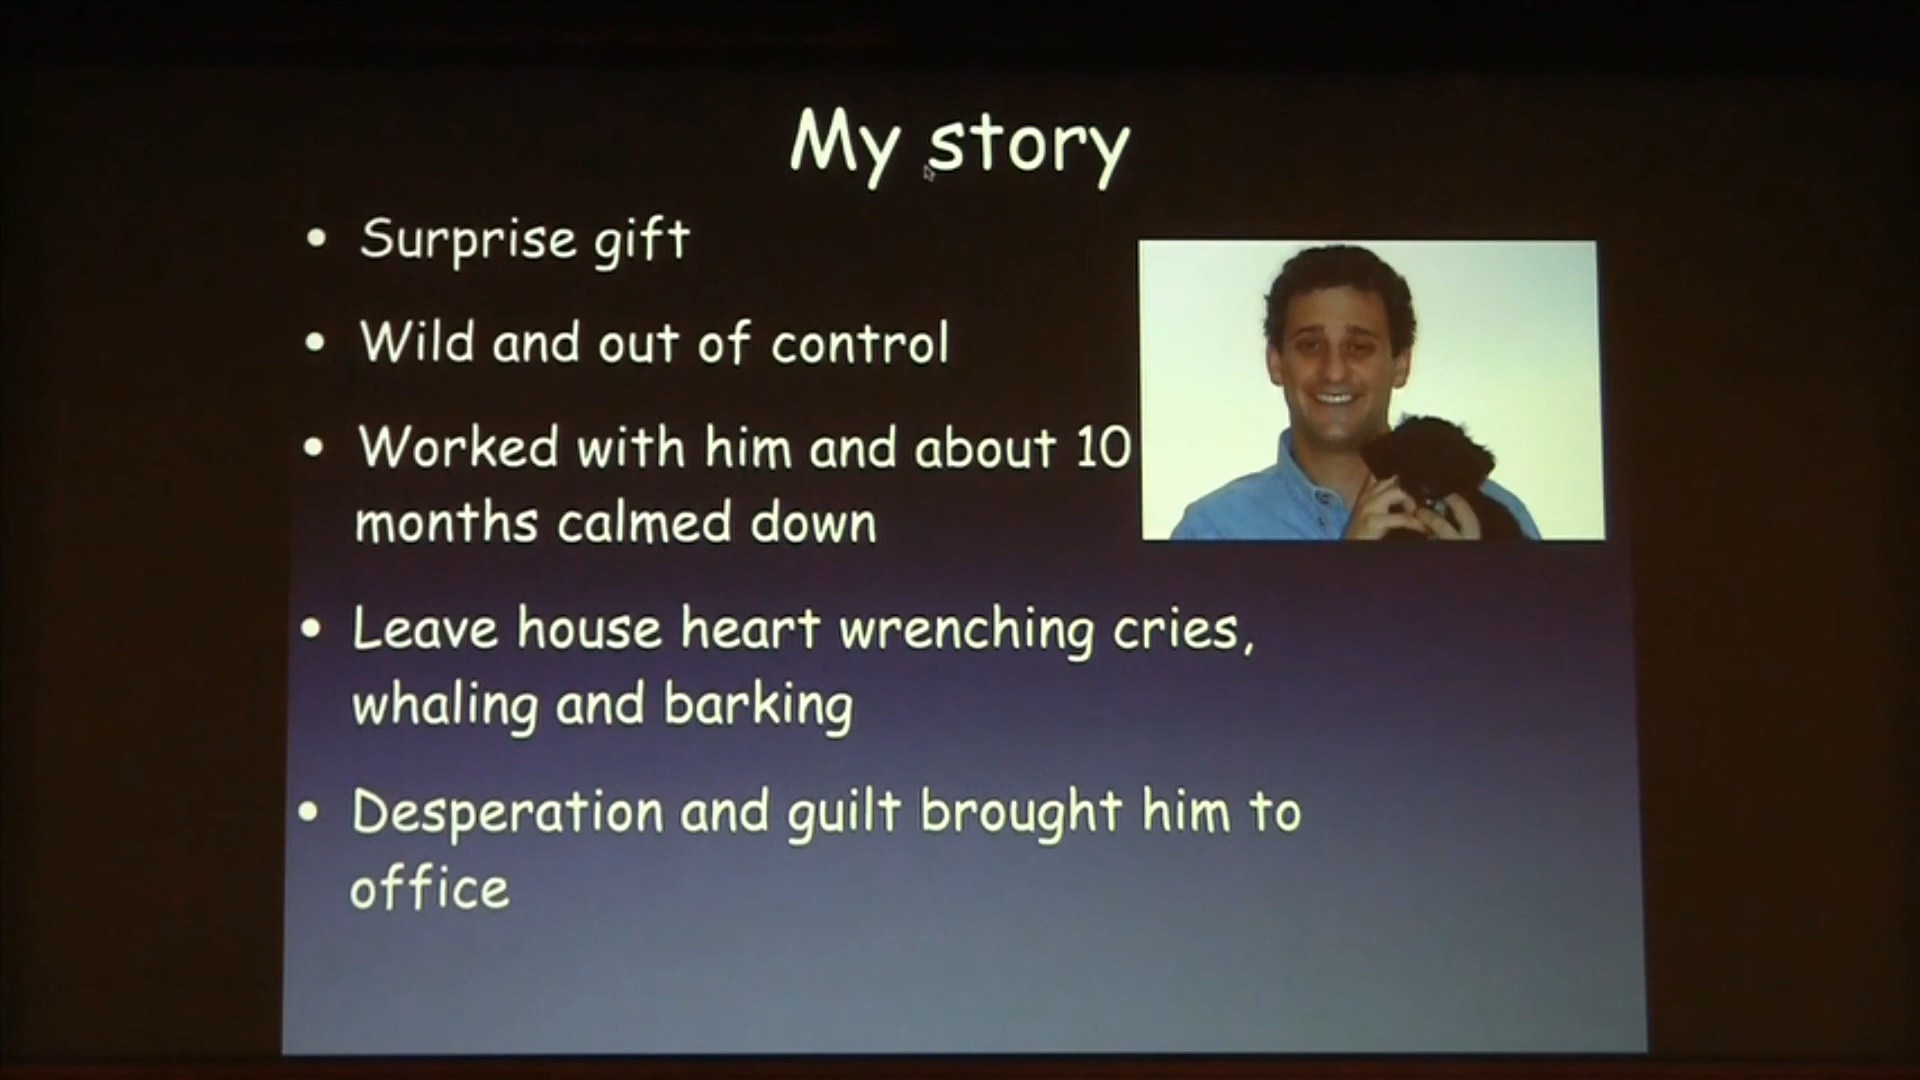 My story
• Surprise gift
• Wild and out of control
• Worked with him and about 10
months calmed down
• Leave house heart wrenching cries,
whaling and barking
• Desperation and guilt brought him to
office